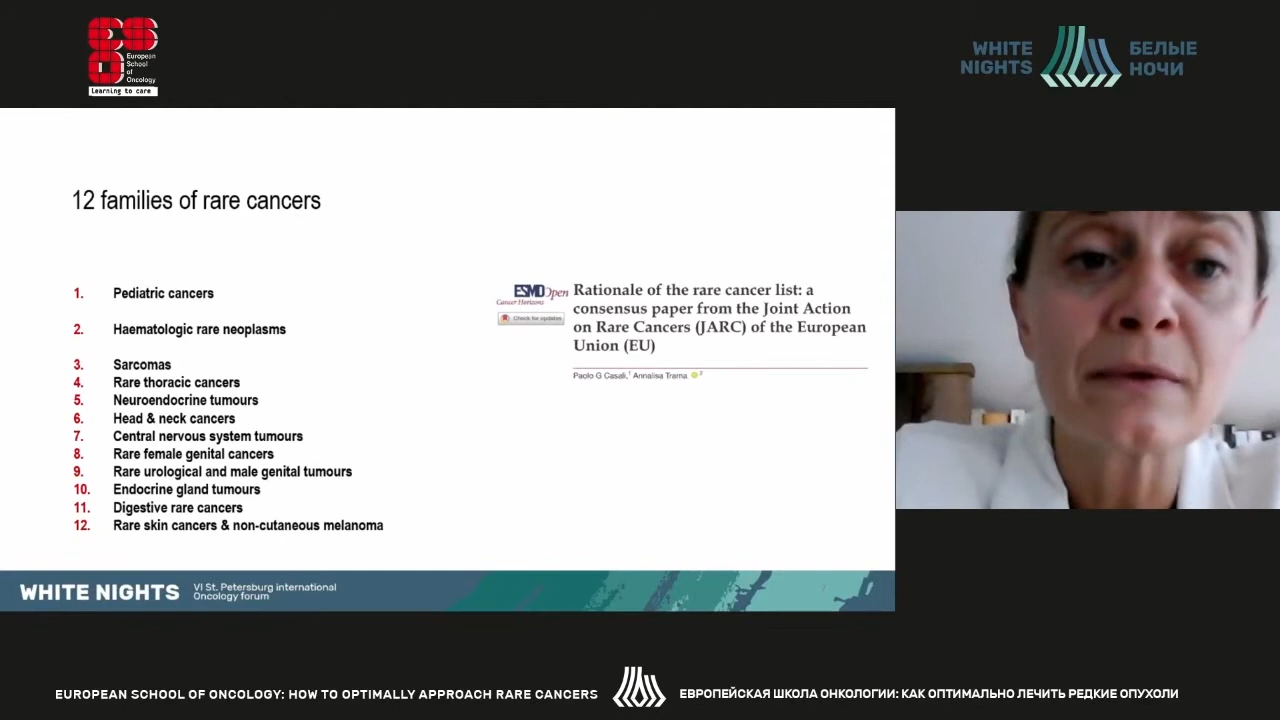 European
School
of
Oncology
Learning to care
WHITE
NIGHTS
БЕЛЫЕ
НОЧИ
12 families of rare cancers
1. Pediatric cancers
2. Haematologic rare neoplasms
3. Sarcomas
4. Rare thoracic cancers
5. Neuroendocrine tumours
6. Head & neck cancers
7. Central nervous system tumours
8. Rare female genital cancers
9. Rare urological and male genital tumours
10. Endocrine gland tumours
11. Digestive rare cancers
12. Rare skin cancers & non-cutaneous melanoma
ESMO Open
Cancer Horizons
Check for updates
Rationale of the rare cancer list: a
consensus paper from the Joint Action
on Rare Cancers (JARC) of the European
Union (EU)
Paolo G Casali,¹ Annalisa Trama ²
WHITE NIGHTS
VI St. Petersburg international
Oncology forum
EUROPEAN SCHOOL OF ONCOLOGY: HOW TO OPTIMALLY APPROACH RARE CANCERS
ЕВРОПЕЙСКАЯ ШКОЛА ОНКОЛОГИИ: КАК ОПТИМАЛЬНО ЛЕЧИТЬ РЕДКИЕ ОПУХОЛИ